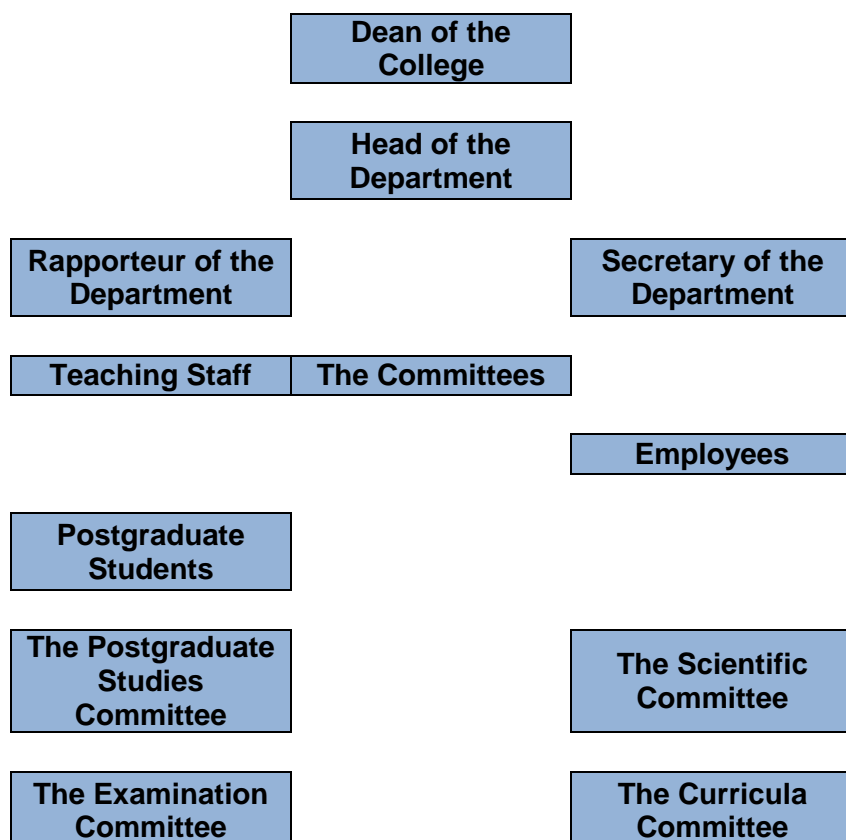 Dean of the
College
Head of the
Department
Rapporteur of the
Department
Secretary of the
Department
Teaching Staff
The Committees
Employees
Postgraduate
Students
The Postgraduate
Studies
Committee
The Scientific
Committee
The Examination
Committee
The Curricula
Committee